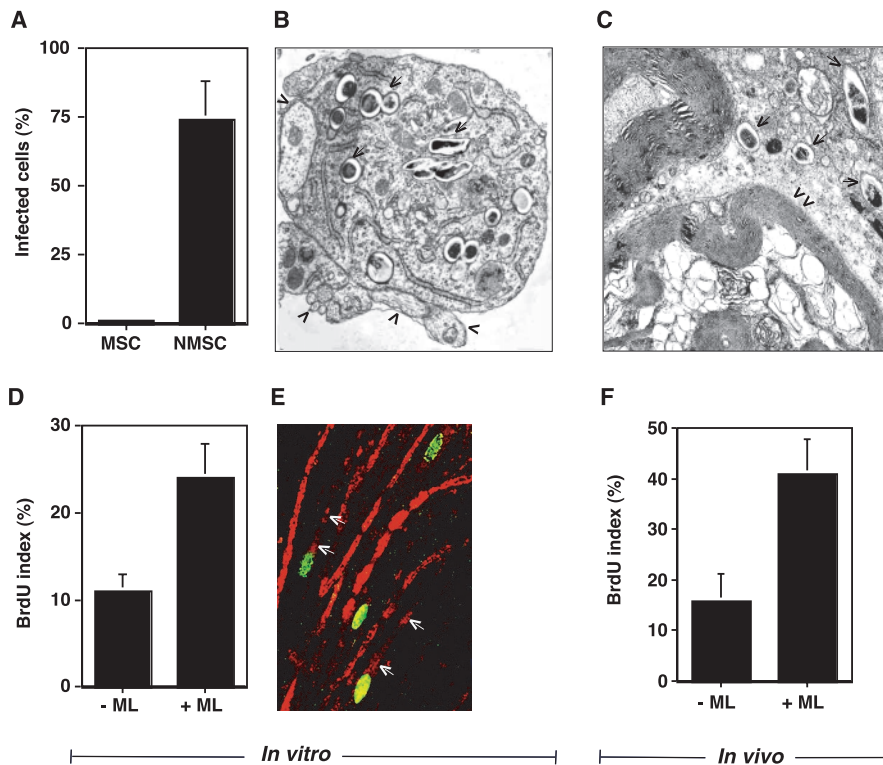 A
Infected cells (%)
100
75
50
25
0
MSC NMSC
B
C
D
BrdU index (%)
30
20
10
0
- ML + ML
E
F
BrdU index (%)
50
40
30
20
10
0
- ML + ML
In vitro
In vivo